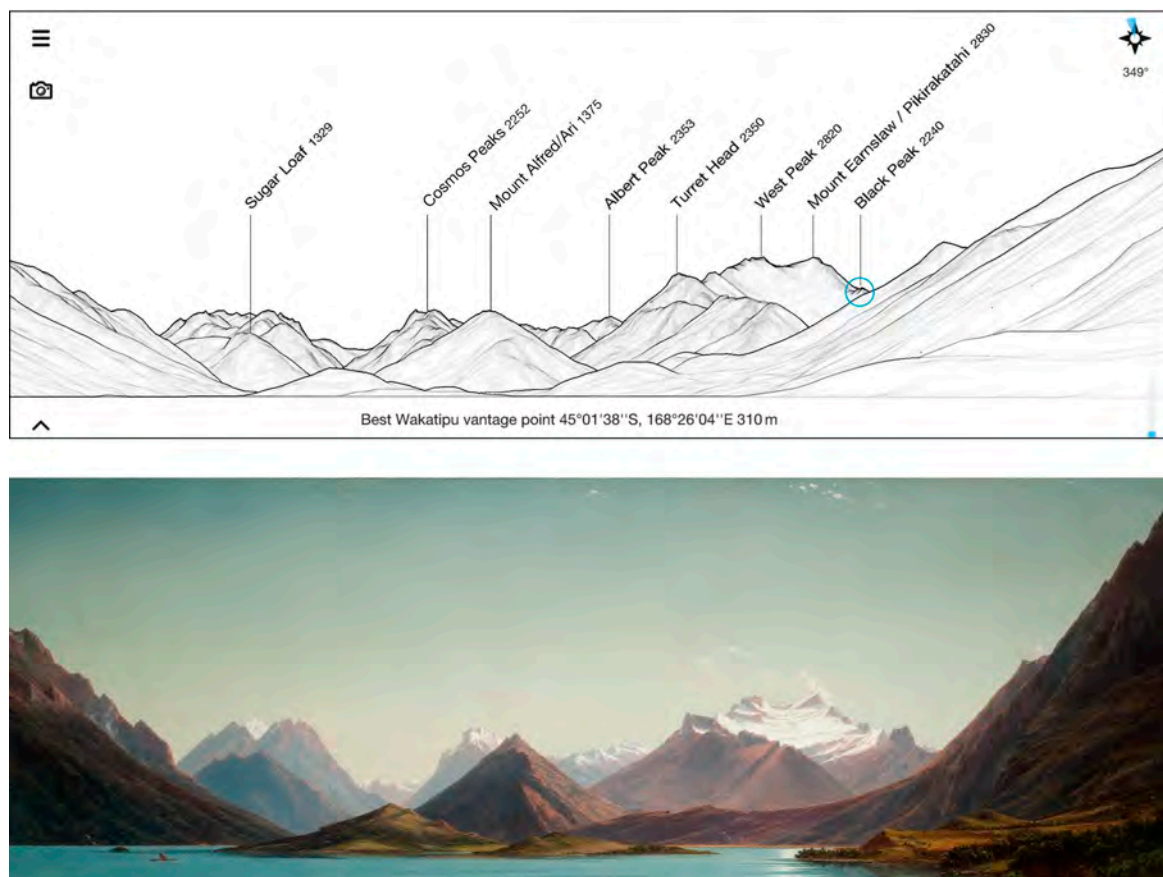 349°
Sugar Loaf 1329
Cosmos Peaks 2252
Mount Alfred/Ari 1375
Albert Peak 2353
Turret Head 2350
West Peak 2820
Mount Earnslaw / Pikirakatahi 2830
Black Peak 2240
Best Wakatipu vantage point 45°01'38''S, 168°26'04''E 310 m